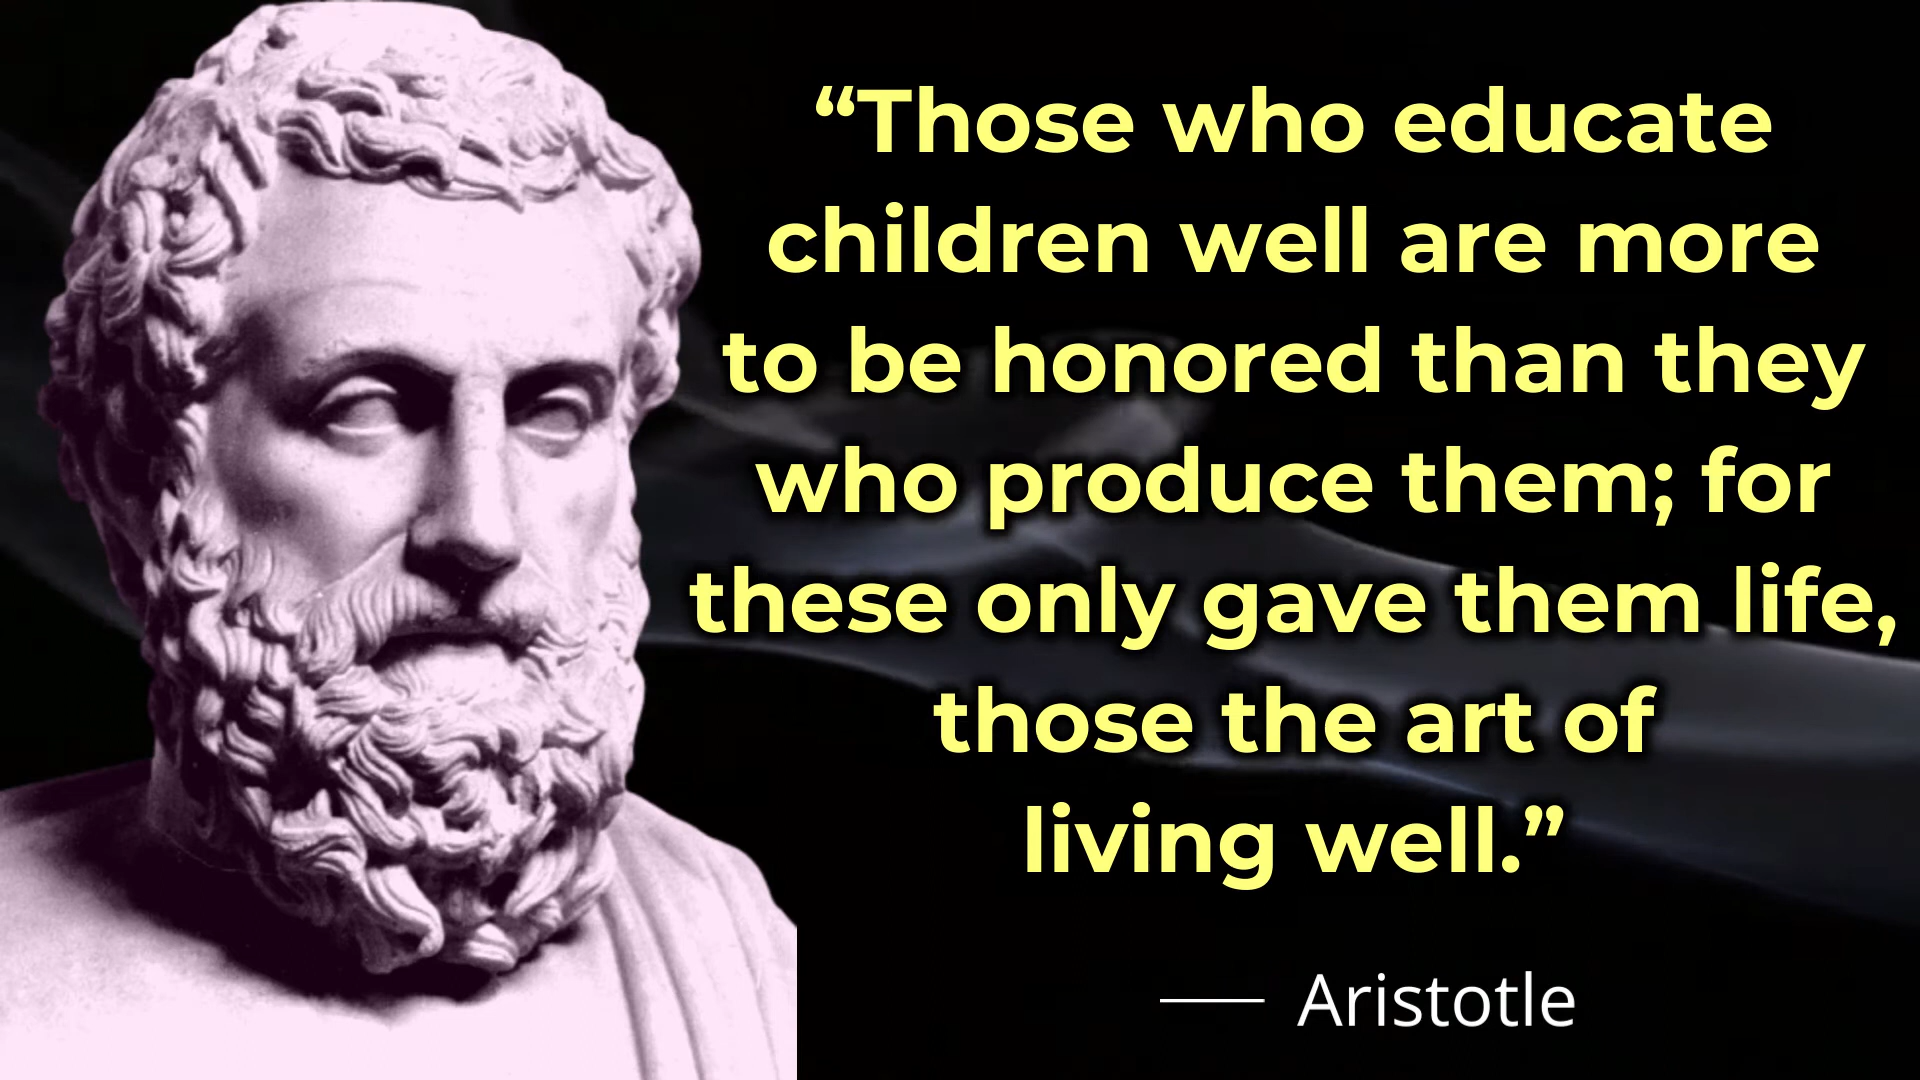 “Those who educate
children well are more
to be honored than they
who produce them; for
these only gave them life,
those the art of
living well.”
—— Aristotle